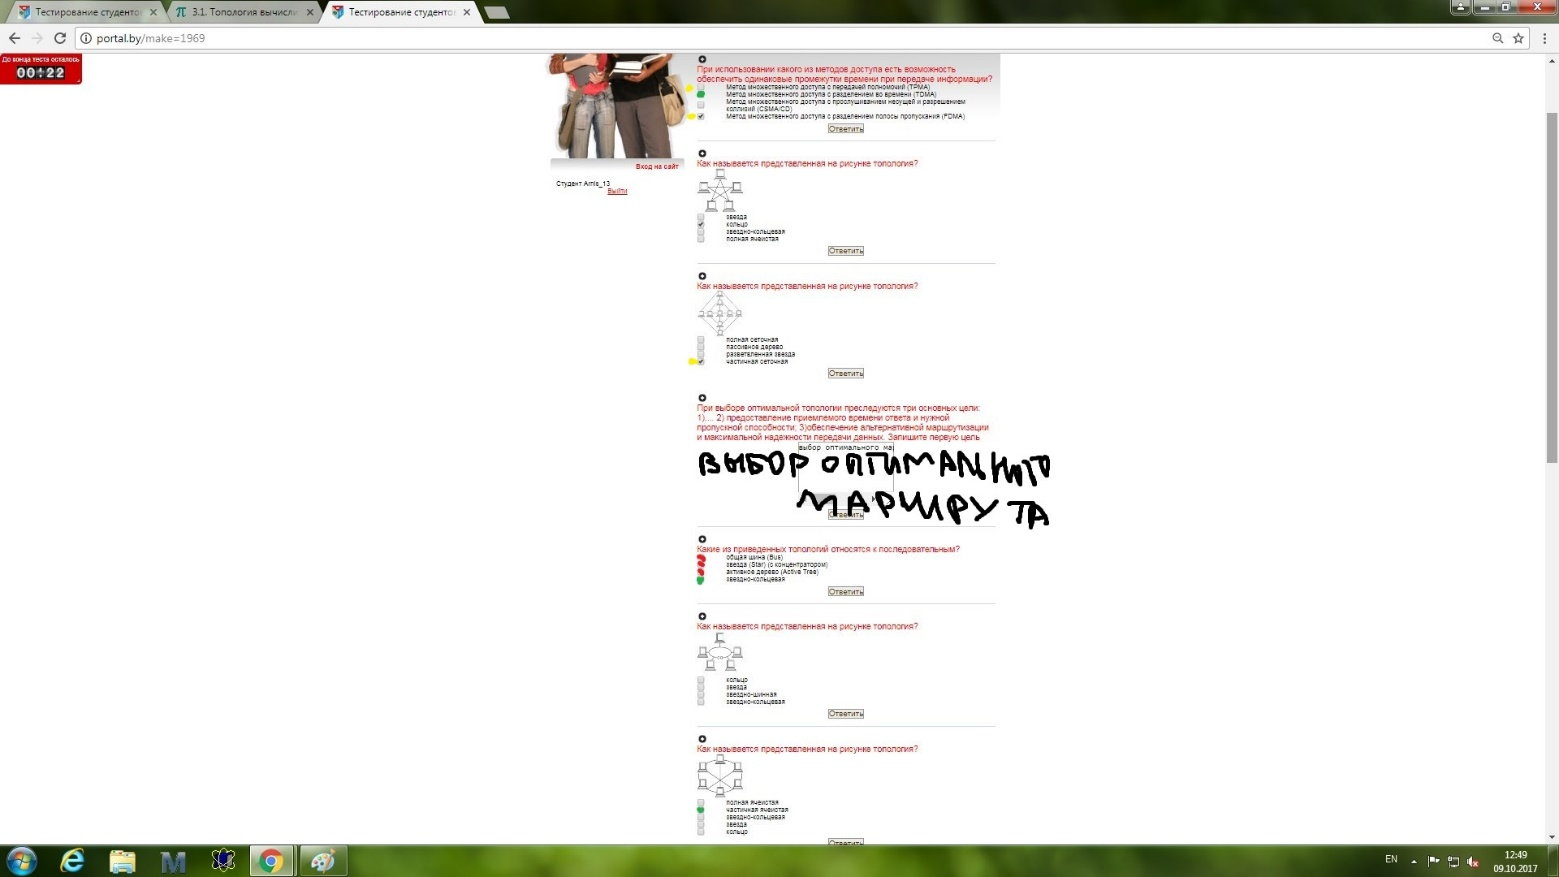 Тестирование студенто
3.1. Топология вычисли
Тестирование студенто
portal.by/make=1969
До конца теста осталось
00:22
Вход на сайт
Студент Arnis_13
Выйти
При использовании какого из методов доступа есть возможность
обеспечить одинаковые промежутки времени при передаче информации?
Метод множественного доступа с передачей полномочий (TPMA)
Метод множественного доступа с разделением во времени (TDMA)
Метод множественного доступа с прослушиванием несущей и разрешением
коллизий (CSMA/CD)
Метод множественного доступа с разделением полосы пропускания (FDMA)
Ответить
Как называется представленная на рисунке топология?
звезда
кольцо
звездно-кольцевая
полная ячеистая
Ответить
Как называется представленная на рисунке топология?
полная сеточная
пассивное дерево
разветвленная звезда
частичная сеточная
Ответить
При выборе оптимальной топологии преследуются три основных цели:
1).... 2) предоставление приемлемого времени ответа и нужной
пропускной способности; 3)обеспечение альтернативной маршрутизации
и максимальной надежности передачи данных. Запишите первую цель
выбор оптимального ма
ВЫБОР ОПТИМАЛЬНОГО
МАРШРУТА
Ответить
Какие из приведенных топологий относятся к последовательным?
общая шина (Bus)
звезда (Star) (с концентратором)
активное дерево (Active Tree)
звездно-кольцевая
Ответить
Как называется представленная на рисунке топология?
кольцо
звезда
звездно-шинная
звездно-кольцевая
Ответить
Как называется представленная на рисунке топология?
полная ячеистая
частичная ячеистая
звездно-кольцевая
звезда
кольцо
Ответить
EN
12:49
09.10.2017